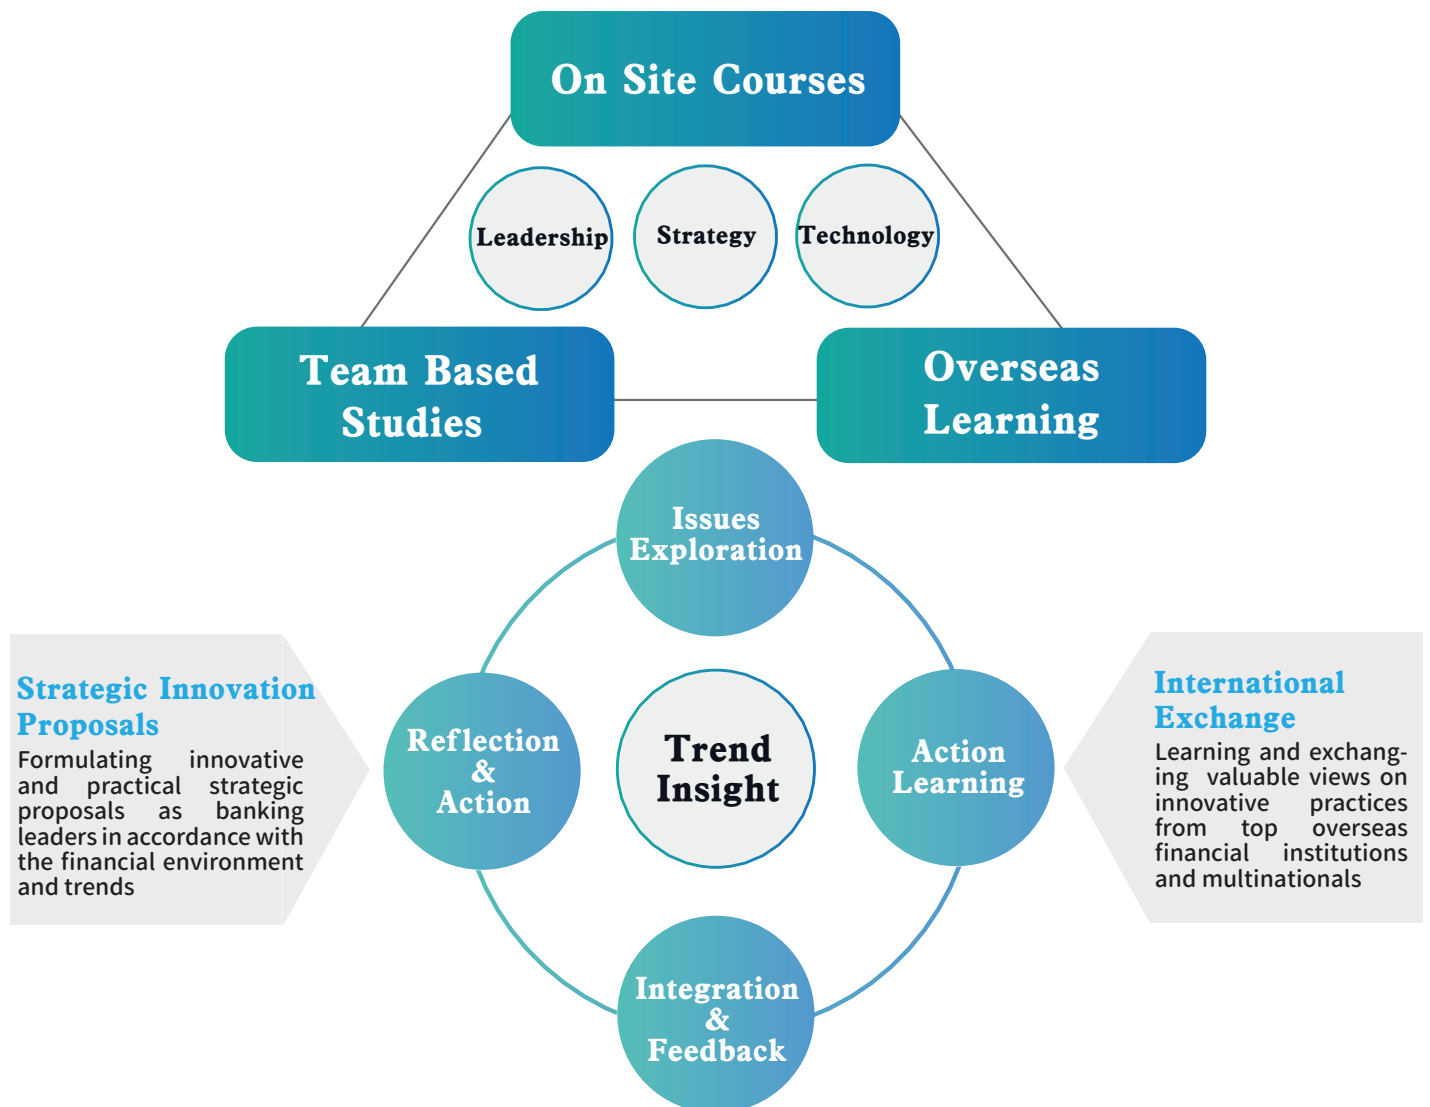 On Site Courses
Leadership
Strategy
Technology
Team Based
Studies
Overseas
Learning
Issues
Exploration
Strategic Innovation
Proposals
Formulating innovative
and practical strategic
proposals as banking
leaders in accordance with
the financial environment
and trends
Reflection
&
Action
Trend
Insight
Action
Learning
International
Exchange
Learning and exchang-
ing valuable views on
innovative practices
from top overseas
financial institutions
and multinationals
Integration
&
Feedback